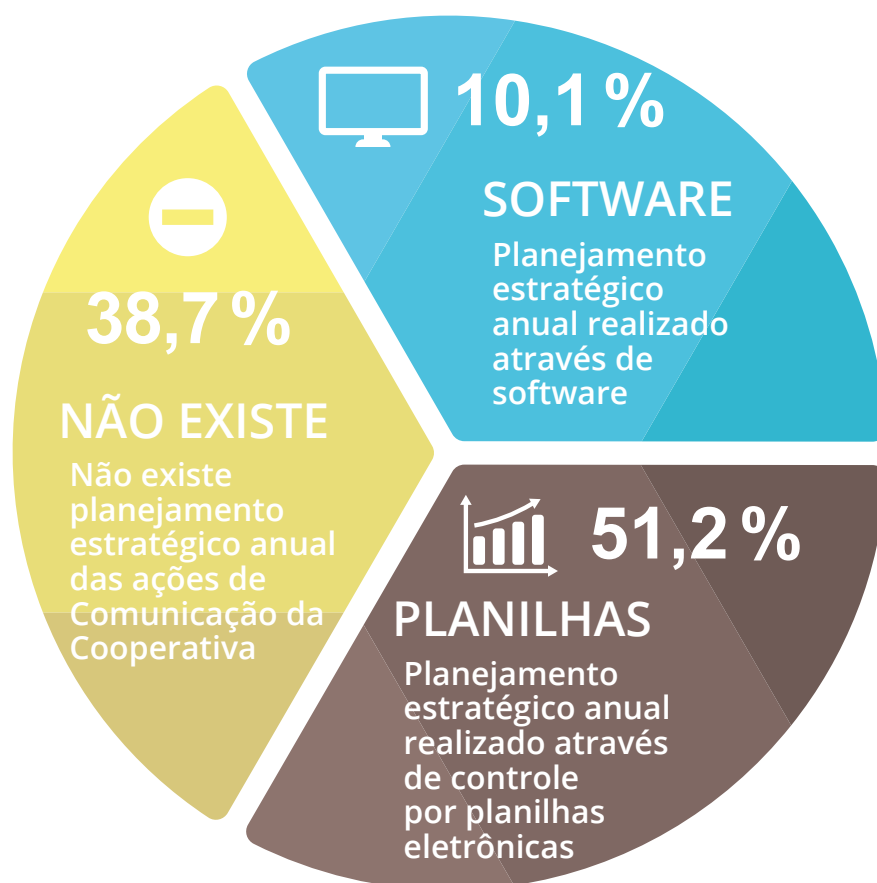 10,1 %
SOFTWARE
Planejamento
estratégico
anual realizado
através de
software
38,7 %
NÃO EXISTE
Não existe
planejamento
estratégico anual
das ações de
Comunicação da
Cooperativa
51,2 %
PLANILHAS
Planejamento
estratégico anual
realizado através
de controle
por planilhas
eletrônicas